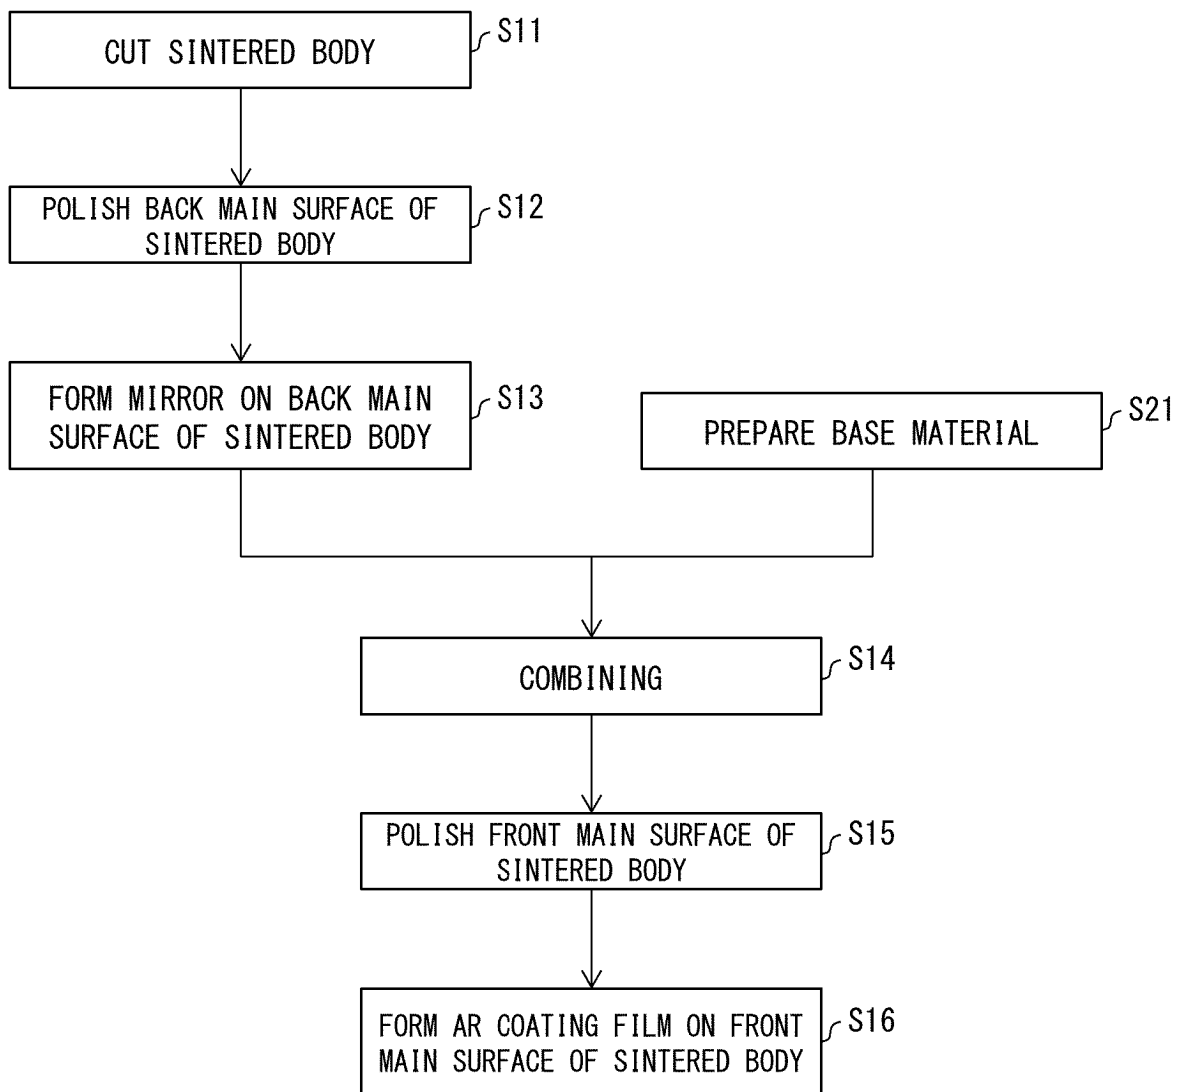 CUT SINTERED BODY
S11
POLISH BACK MAIN SURFACE OF
SINTERED BODY
S12
FORM MIRROR ON BACK MAIN
SURFACE OF SINTERED BODY
S13
PREPARE BASE MATERIAL
S21
COMBINING
S14
POLISH FRONT MAIN SURFACE OF
SINTERED BODY
S15
FORM AR COATING FILM ON FRONT
MAIN SURFACE OF SINTERED BODY
S16